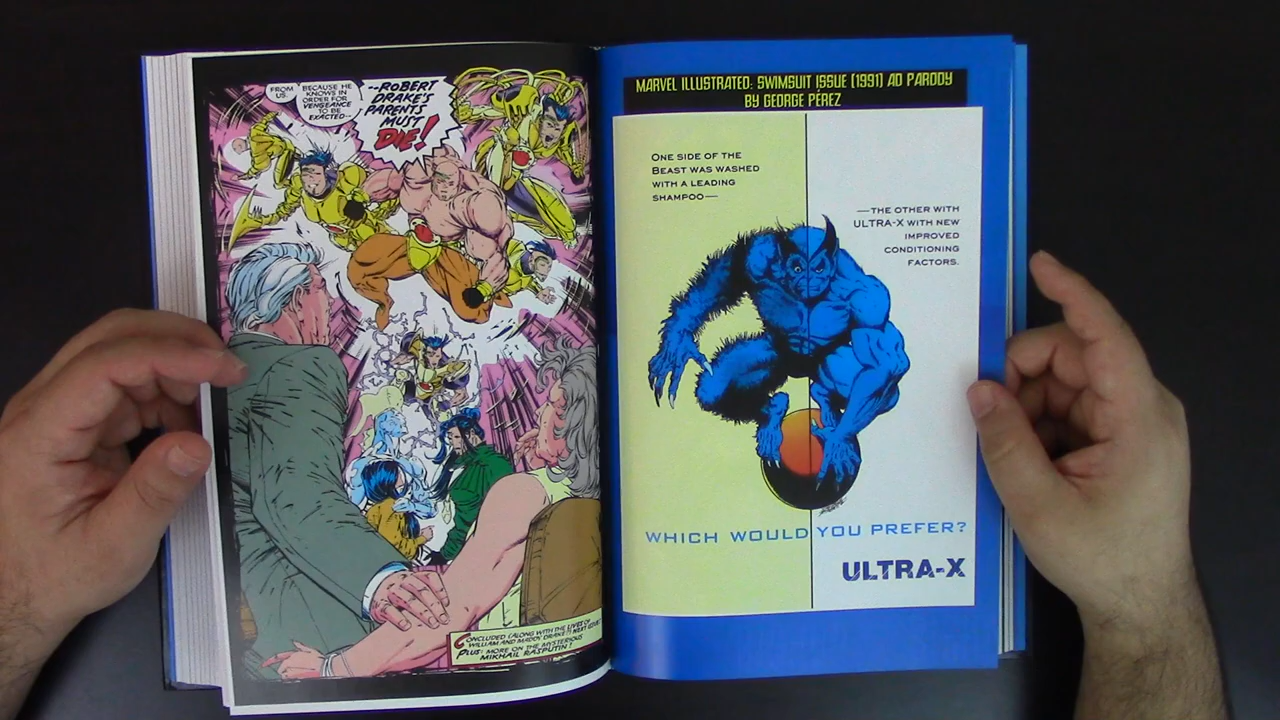 FROM
US.
BECAUSE HE
KNOWS IN
ORDER FOR
VENGEANCE
TO BE
EXACTED--
--ROBERT
DRAKE'S
PARENTS
MUST
DIE!
CONCLUDED (ALONG WITH THE LIVES OF
WILLIAM AND MADDY DRAKE?) NEXT ISSUE!
PLUS: MORE ON THE MYSTERIOUS
MIKHAIL RASPUTIN!
MARVEL ILLUSTRATED: SWIMSUIT ISSUE (1991) AD PARODY
BY GEORGE PÉREZ
ONE SIDE OF THE
BEAST WAS WASHED
WITH A LEADING
SHAMPOO—
—THE OTHER WITH
ULTRA-X WITH NEW
IMPROVED
CONDITIONING
FACTORS.
WHICH WOULD YOU PREFER?
ULTRA-X